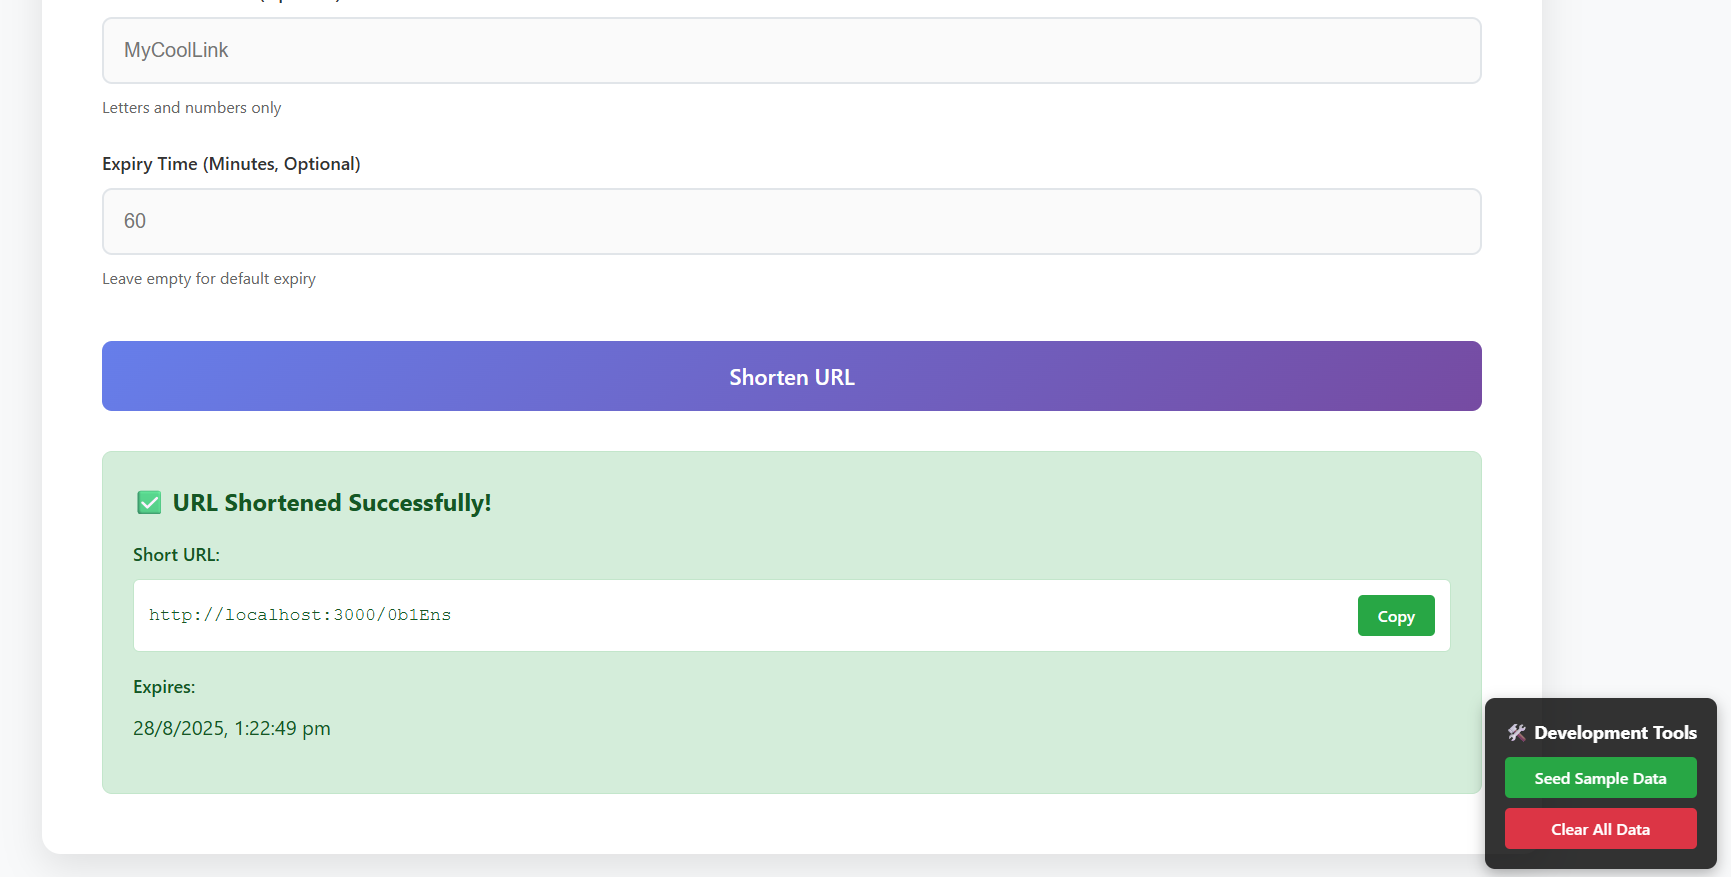 MyCoolLink
Letters and numbers only
Expiry Time (Minutes, Optional)
60
Leave empty for default expiry
Shorten URL
URL Shortened Successfully!
Short URL:
http://localhost:3000/0b1Ens
Copy
Expires:
28/8/2025, 1:22:49 pm
Development Tools
Seed Sample Data
Clear All Data